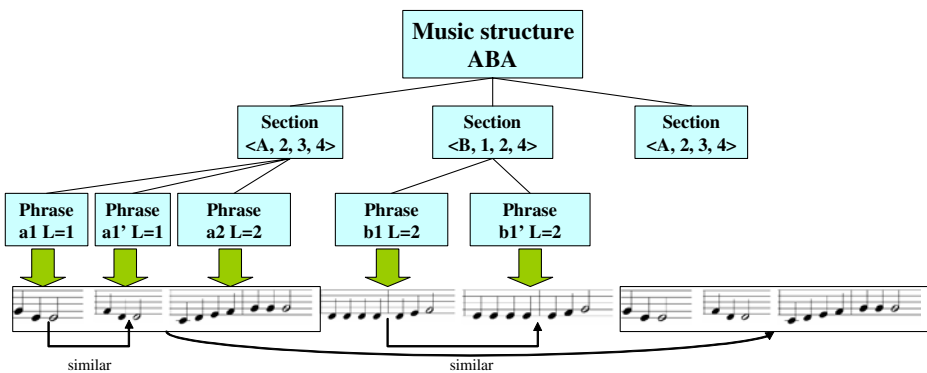 Music structure
ABA
Section
<A, 2, 3, 4>
Section
<B, 1, 2, 4>
Section
<A, 2, 3, 4>
Phrase
a1 L=1
Phrase
a1’ L=1
Phrase
a2 L=2
Phrase
b1 L=2
Phrase
b1’ L=2
similar
similar